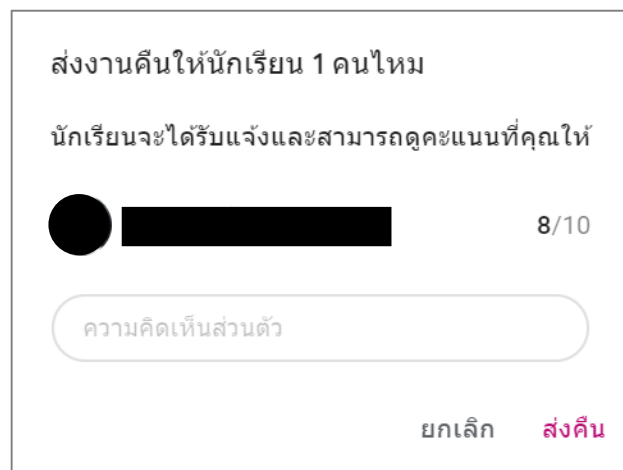 ส่งงานคืนให้นักเรียน 1 คนไหม
นักเรียนจะได้รับแจ้งและสามารถดูคะแนนที่คุณให้
8/10
ความคิดเห็นส่วนตัว
ยกเลิก ส่งคืน